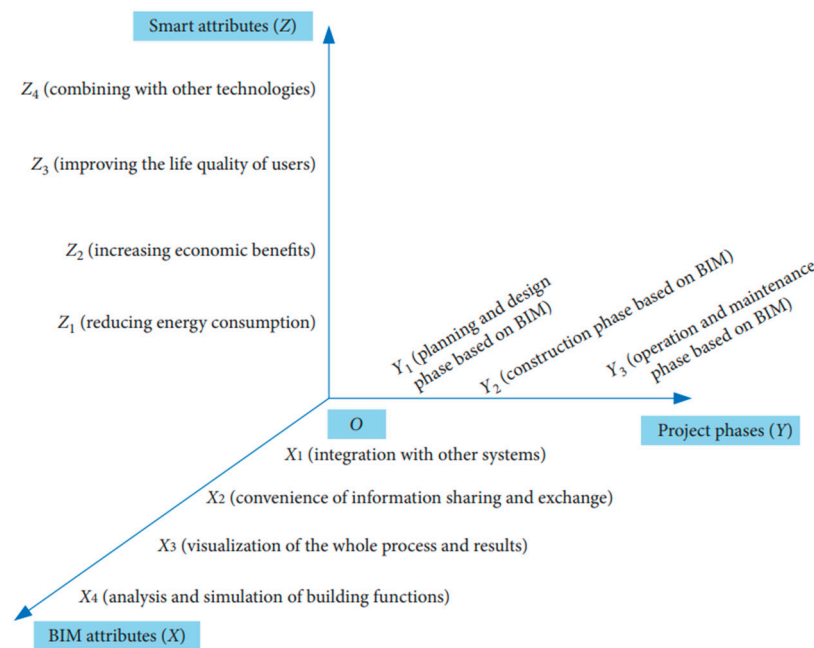 Smart attributes (Z)
Z4 (combining with other technologies)
Z3 (improving the life quality of users)
Z2 (increasing economic benefits)
Z1 (reducing energy consumption)
Y1 (planning and design
phase based on BIM)
Y2 (construction phase based on BIM)
Y3 (operation and maintenance
phase based on BIM)
O
Project phases (Y)
X1 (integration with other systems)
X2 (convenience of information sharing and exchange)
X3 (visualization of the whole process and results)
X4 (analysis and simulation of building functions)
BIM attributes (X)